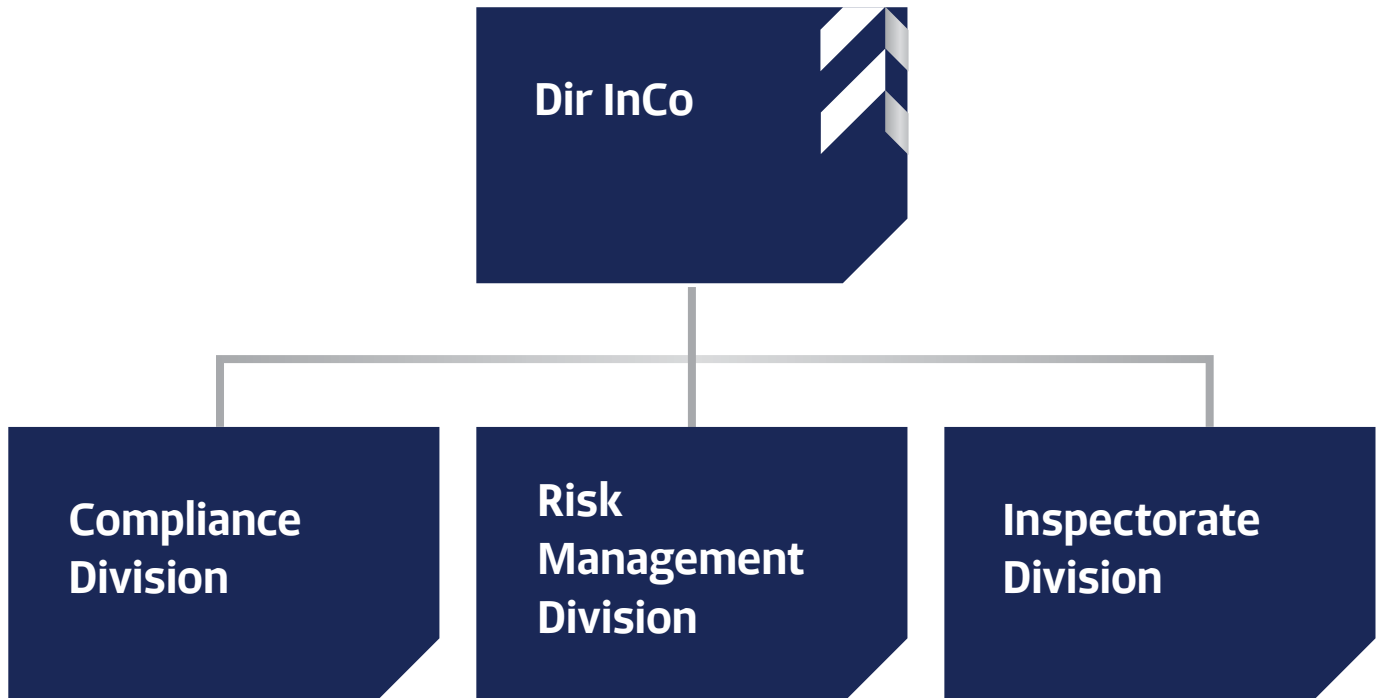 Dir InCo
Compliance
Division
Risk
Management
Division
Inspectorate
Division